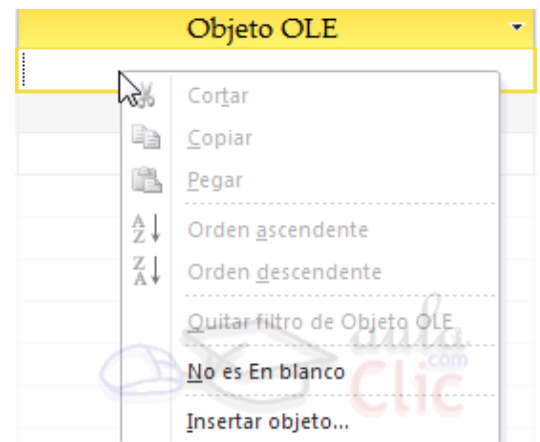 Objeto OLE
Cortar
Copiar
Pegar
Orden ascendente
Orden descendente
Quitar filtro de Objeto OLE
No es En blanco
Insertar objeto...
aula
.com
Clic